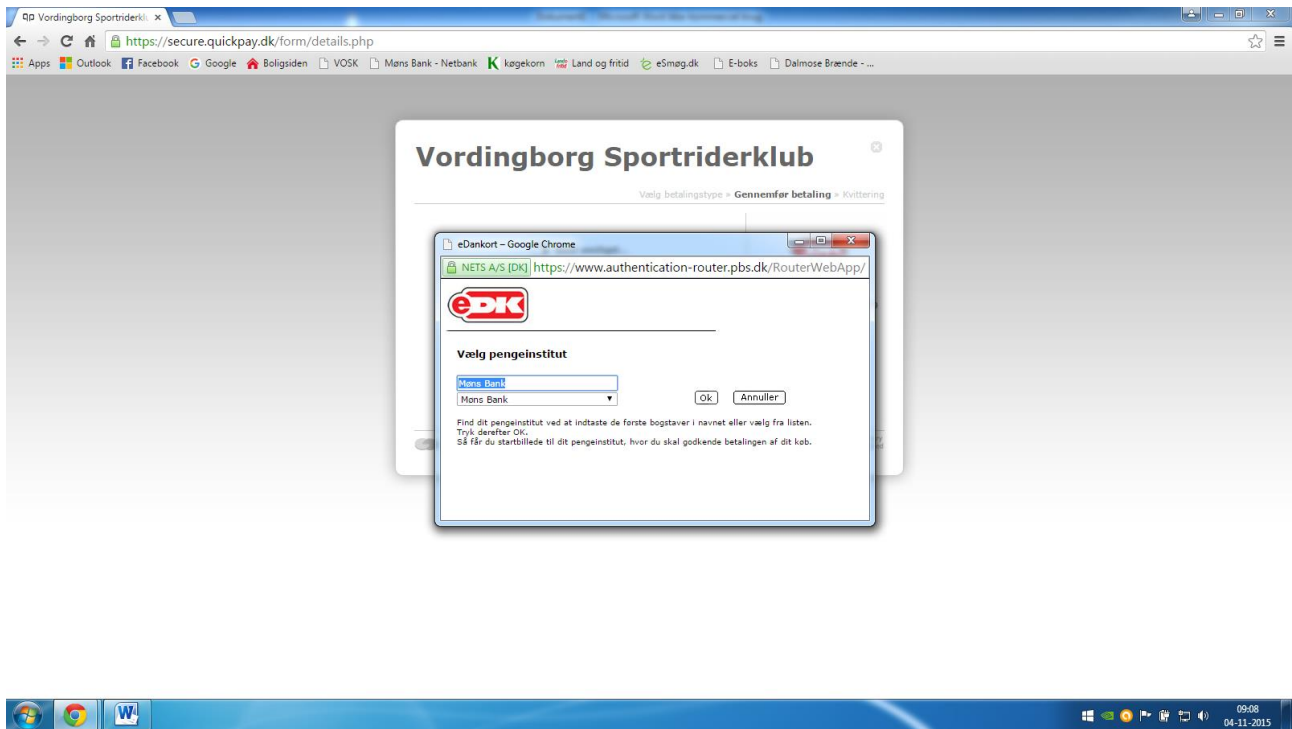 Vordingborg Sportriderkl
https://secure.quickpay.dk/form/details.php
Apps Outlook Facebook G Google Boligsiden VOSK Møns Bank - Netbank K køgekorn Land og fritid eSmøg.dk E-boks Dalmose Brænde - ...
Vordingborg Sportriderklub
Vælg betalingstype » Gennemfør betaling » Kvittering
eDankort – Google Chrome
NETS A/S [DK] https://www.authentication-router.pbs.dk/RouterWebApp/
eDK
Vælg pengeinstitut
Møns Bank
Møns Bank Ok Annuller
Find dit pengeinstitut ved at indtaste de første bogstaver i navnet eller vælg fra listen.
Tryk derefter OK.
Så får du startbillede til dit pengeinstitut, hvor du skal godkende betalingen af dit køb.
09:08
04-11-2015